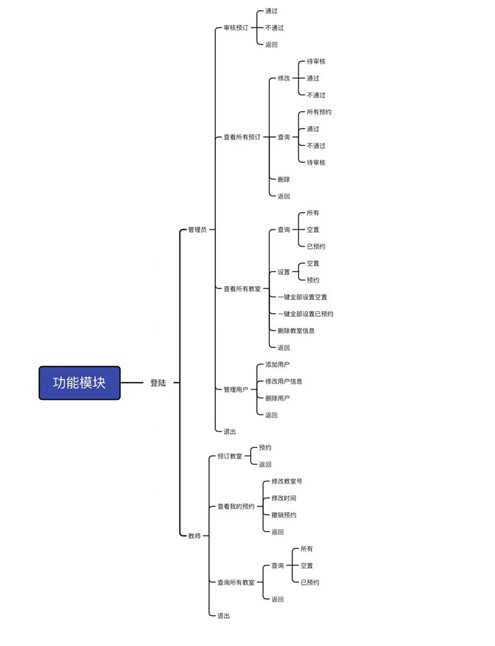 功能模块
登陆
管理员
审核预订
通过
不通过
返回
查看所有预订
修改
待审核
通过
不通过
查询
所有预约
通过
不通过
待审核
删除
返回
查看所有教室
查询
所有
空置
已预约
设置
空置
预约
一键全部设置空置
一键全部设置已预约
删除教室信息
返回
管理用户
添加用户
修改用户信息
删除用户
返回
退出
教师
预订教室
预约
返回
查看我的预约
修改教室号
修改时间
撤销预约
返回
查询所有教室
查询
所有
空置
已预约
返回
退出